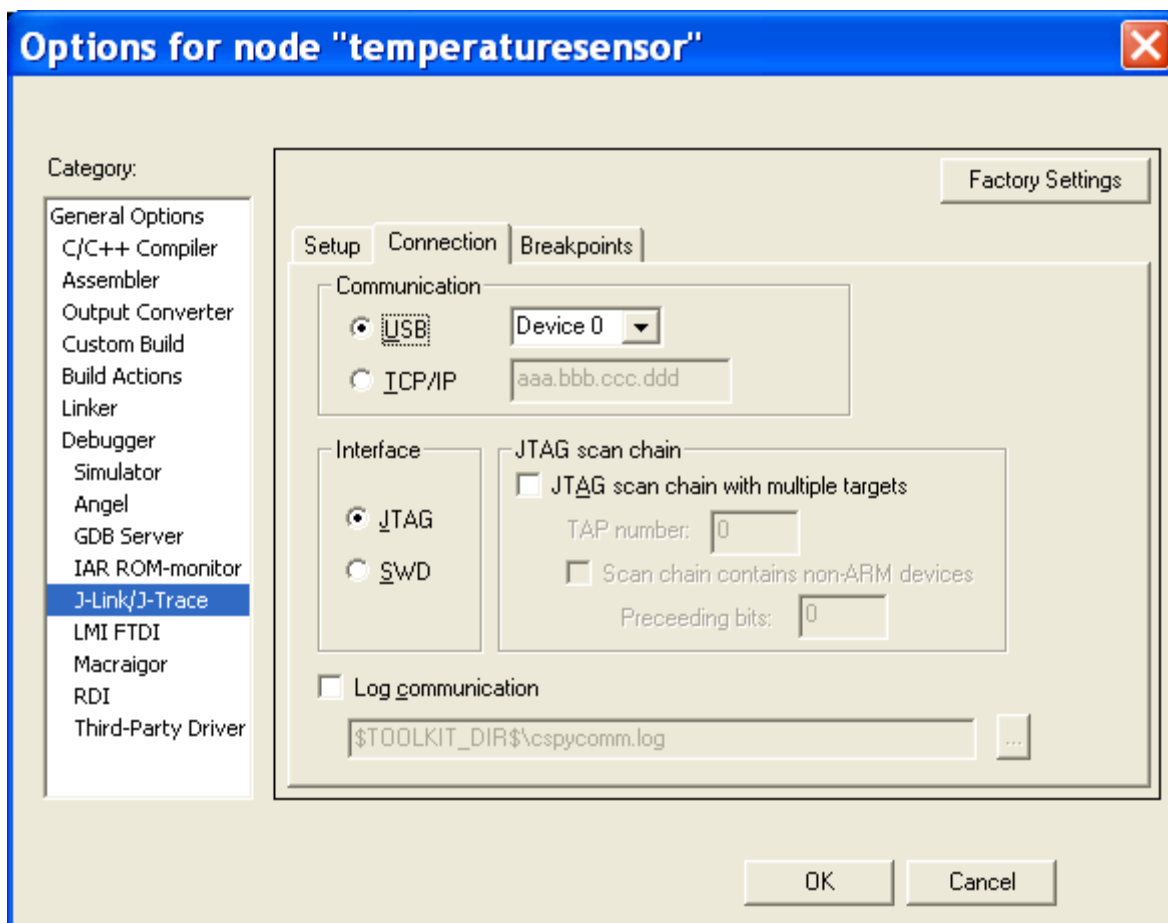 Options for node "temperaturesensor"
Category:
General Options
C/C++ Compiler
Assembler
Output Converter
Custom Build
Build Actions
Linker
Debugger
Simulator
Angel
GDB Server
IAR ROM-monitor
J-Link/J-Trace
LMI FTDI
Macraigor
RDI
Third-Party Driver
Factory Settings
Setup Connection Breakpoints
Communication
USB Device 0
TCP/IP aaa.bbb.ccc.ddd
Interface
JTAG
SWD
JTAG scan chain
JTAG scan chain with multiple targets
TAP number: 0
Scan chain contains non-ARM devices
Preceeding bits: 0
Log communication
$TOOLKIT_DIR$\cspycomm.log ...
OK Cancel